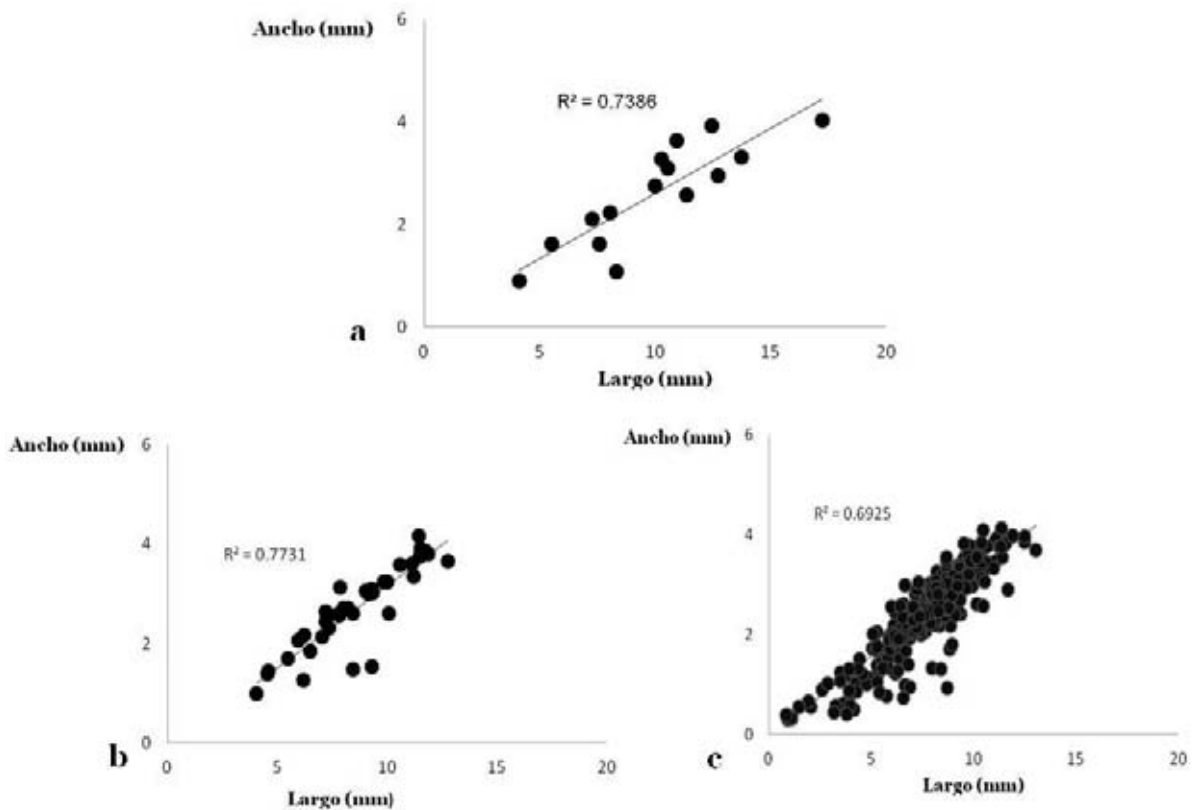 Ancho (mm)
6
R² = 0.7386
4
2
0
a
0 5 10 15 20
Largo (mm)
Ancho (mm)
6
R² = 0.7731
4
2
0
b
0 5 10 15 20
Largo (mm)
Ancho (mm)
6
R² = 0.6925
4
2
0
c
0 5 10 15 20
Largo (mm)